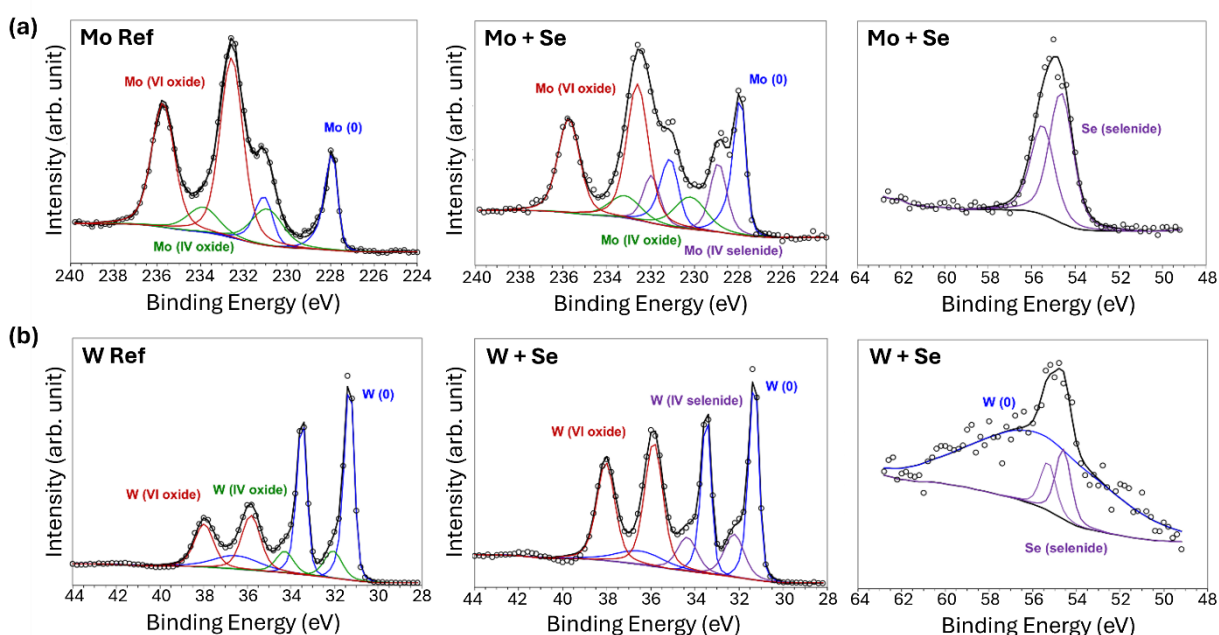 (a)
Mo Ref
Mo (VI oxide)
Mo (0)
Mo (IV oxide)
Intensity (arb. unit)
240 238 236 234 232 230 228 226 224
Binding Energy (eV)
Mo + Se
Mo (VI oxide)
Mo (0)
Mo (IV oxide)
Mo (IV selenide)
Intensity (arb. unit)
240 238 236 234 232 230 228 226 224
Binding Energy (eV)
Mo + Se
Se (selenide)
64 62 60 58 56 54 52 50 48
Binding Energy (eV)
(b)
W Ref
W (0)
W (VI oxide)
W (IV oxide)
Intensity (arb. unit)
44 42 40 38 36 34 32 30 28
Binding Energy (eV)
W + Se
W (0)
W (IV selenide)
W (VI oxide)
Intensity (arb. unit)
44 42 40 38 36 34 32 30 28
Binding Energy (eV)
W + Se
W (0)
Se (selenide)
64 62 60 58 56 54 52 50 48
Binding Energy (eV)